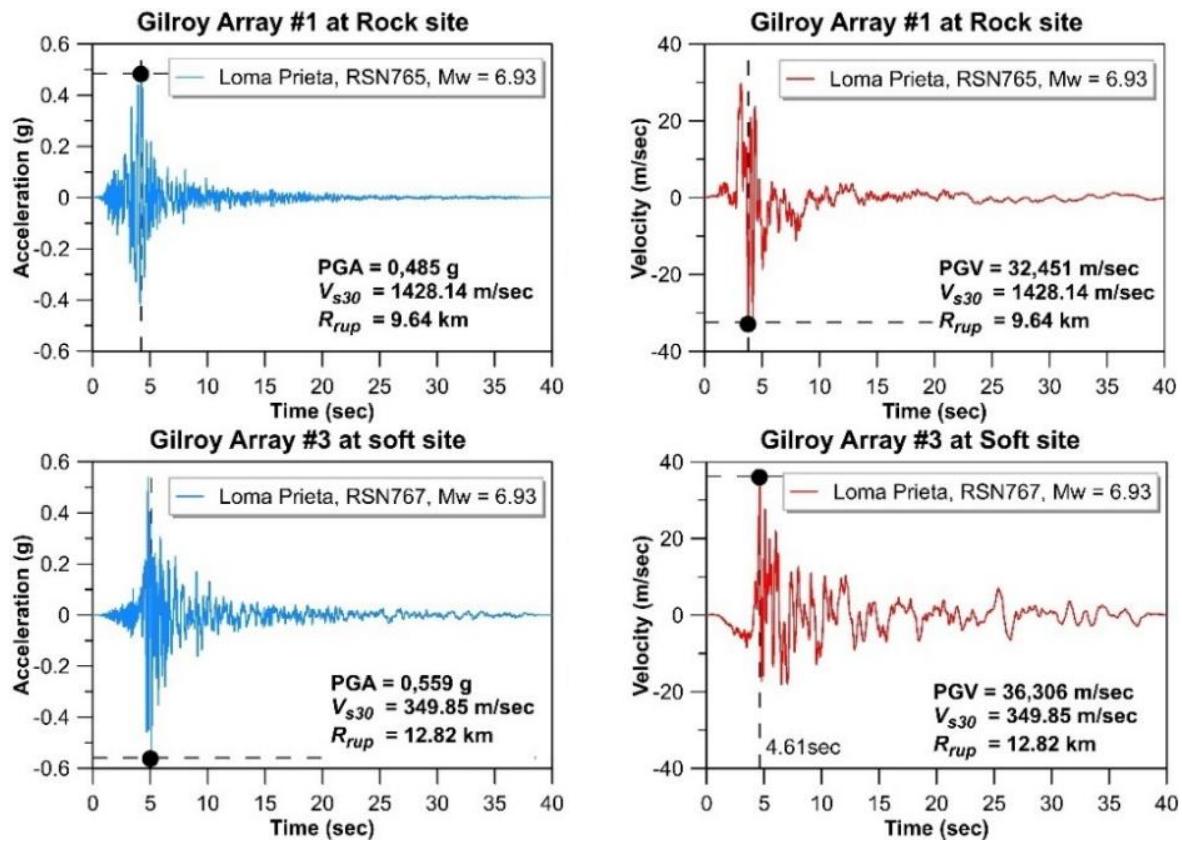 Gilroy Array #1 at Rock site
0.6
0.4
0.2
0
-0.2
-0.4
-0.6
Acceleration (g)
Loma Prieta, RSN765, Mw = 6.93
PGA = 0,485 g
Vs30 = 1428.14 m/sec
Rrup = 9.64 km
0 5 10 15 20 25 30 35 40
Time (sec)
Gilroy Array #1 at Rock site
40
20
0
-20
-40
Velocity (m/sec)
Loma Prieta, RSN765, Mw = 6.93
PGV = 32,451 m/sec
Vs30 = 1428.14 m/sec
Rrup = 9.64 km
0 5 10 15 20 25 30 35 40
Time (sec)
Gilroy Array #3 at soft site
0.6
0.4
0.2
0
-0.2
-0.4
-0.6
Acceleration (g)
Loma Prieta, RSN767, Mw = 6.93
PGA = 0,559 g
Vs30 = 349.85 m/sec
Rrup = 12.82 km
0 5 10 15 20 25 30 35 40
Time (sec)
Gilroy Array #3 at Soft site
40
20
0
-20
-40
Velocity (m/sec)
Loma Prieta, RSN767, Mw = 6.93
PGV = 36,306 m/sec
Vs30 = 349.85 m/sec
Rrup = 12.82 km
4.61sec
0 5 10 15 20 25 30 35 40
Time (sec)